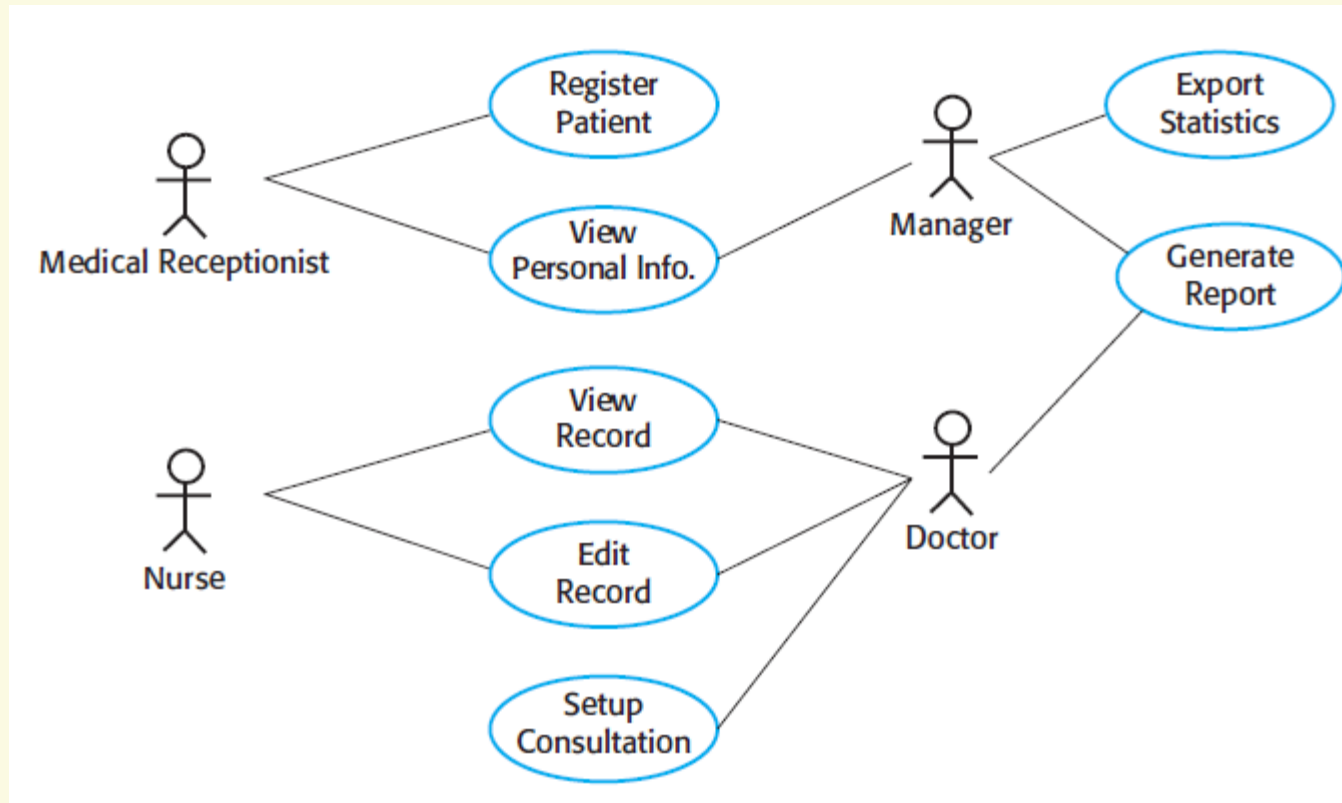 Register
Patient
Export
Statistics
Medical Receptionist
View
Personal Info.
Manager
Generate
Report
View
Record
Nurse
Edit
Record
Doctor
Setup
Consultation